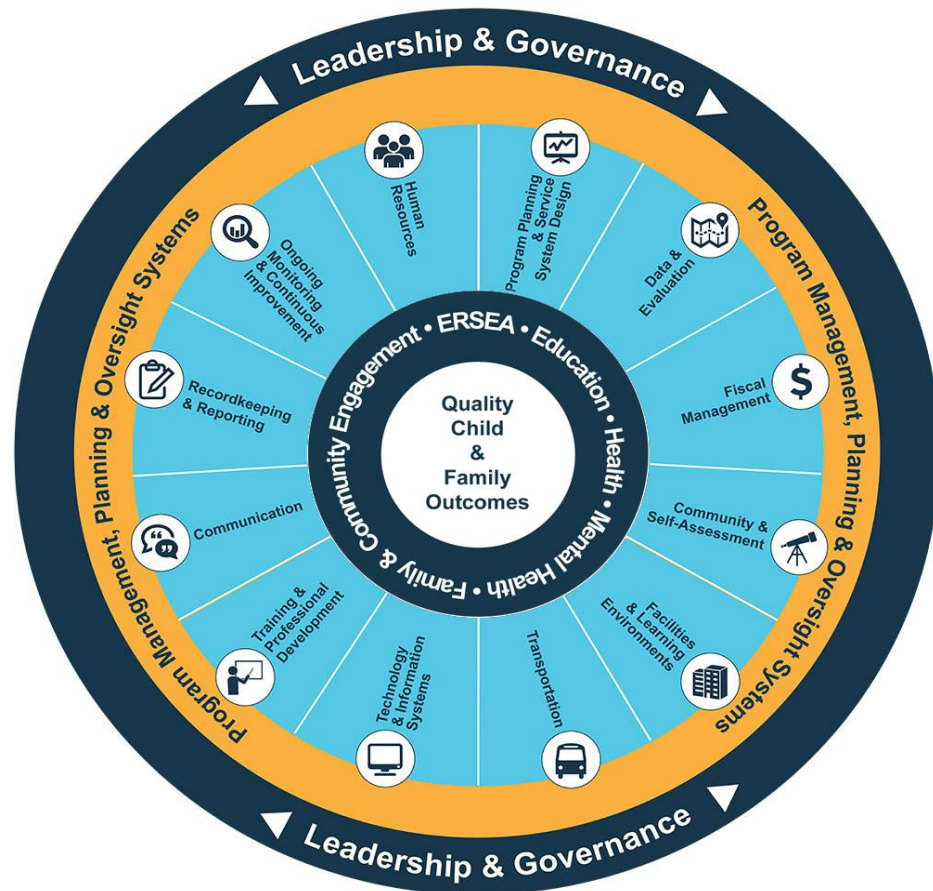 Leadership & Governance
Program Management, Planning & Oversight Systems
Program Management, Planning & Oversight Systems
Program Planning
& Service
System Design
Data &
Evaluation
Fiscal
Management
Community &
Self-Assessment
Facilities
& Learning
Environments
Transportation
Technology
& Information
Systems
Training &
Professional
Development
Communication
Recordkeeping
& Reporting
Ongoing
Monitoring
& Continuous
Improvement
Human
Resources
ERSEA • Education • Health • Mental Health • Family & Community Engagement •
Quality
Child
&
Family
Outcomes
Leadership & Governance